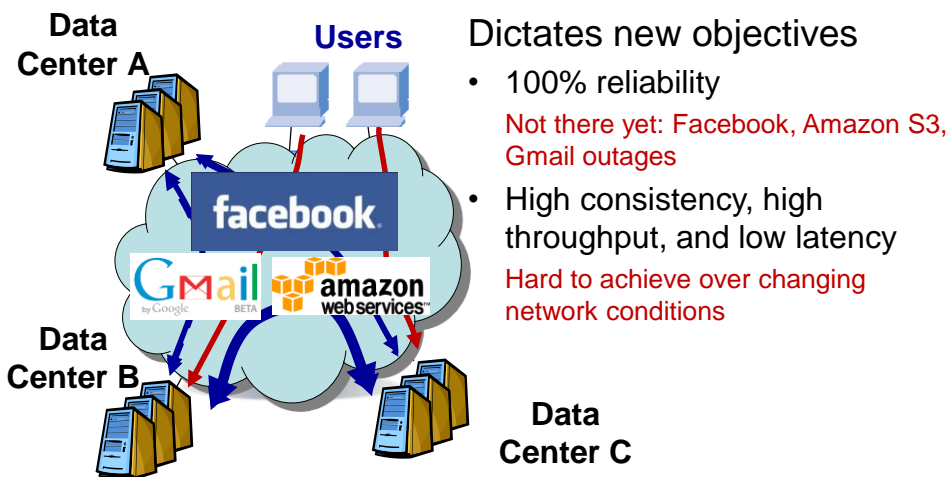 Data
Center A
Users
facebook.
Gmail
by Google
BETA
amazon
webservices™
Data
Center B
Data
Center C
Dictates new objectives
• 100% reliability
Not there yet: Facebook, Amazon S3,
Gmail outages
• High consistency, high
throughput, and low latency
Hard to achieve over changing
network conditions